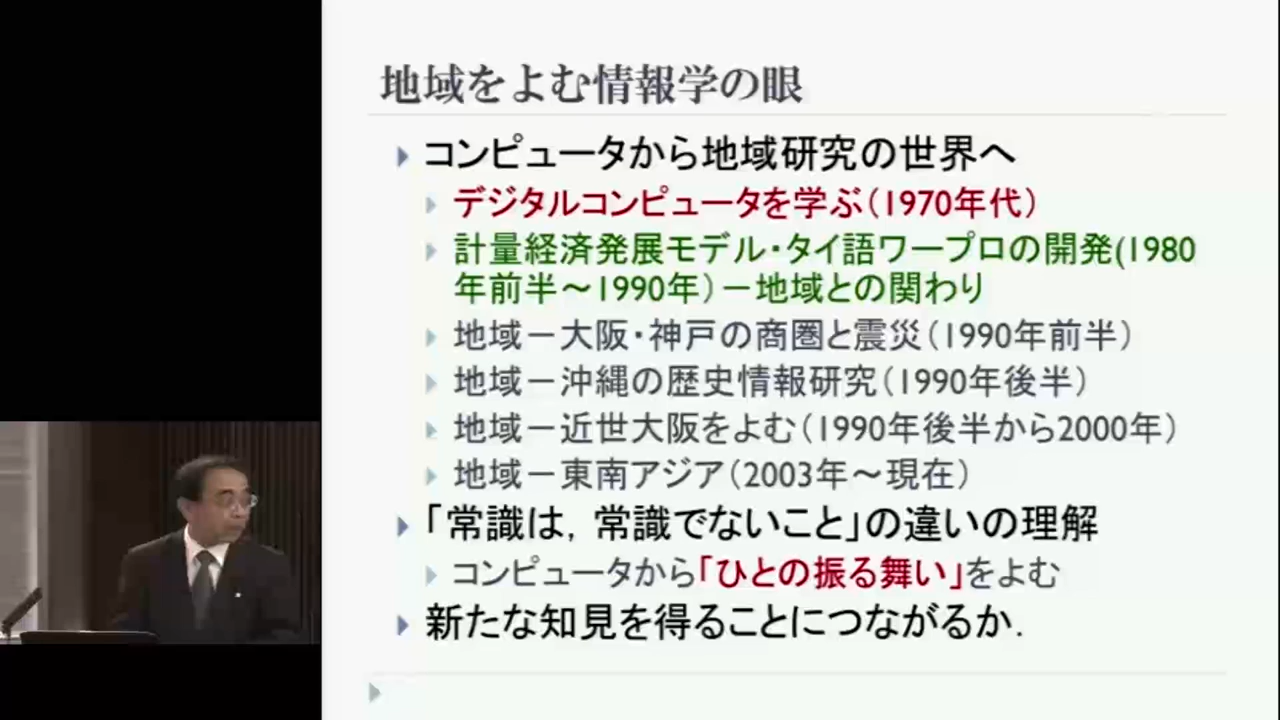 地域をよむ情報学の眼
コンピュータから地域研究の世界へ
デジタルコンピュータを学ぶ（1970年代）
計量経済発展モデル・タイ語ワープロの開発(1980
年前半～1990年）－地域との関わり
地域－大阪・神戸の商圏と震災（1990年前半）
地域－沖縄の歴史情報研究（1990年後半）
地域－近世大阪をよむ（1990年後半から2000年）
地域－東南アジア（2003年～現在）
「常識は，常識でないこと」の違いの理解
コンピュータから「ひとの振る舞い」をよむ
新たな知見を得ることにつながるか．